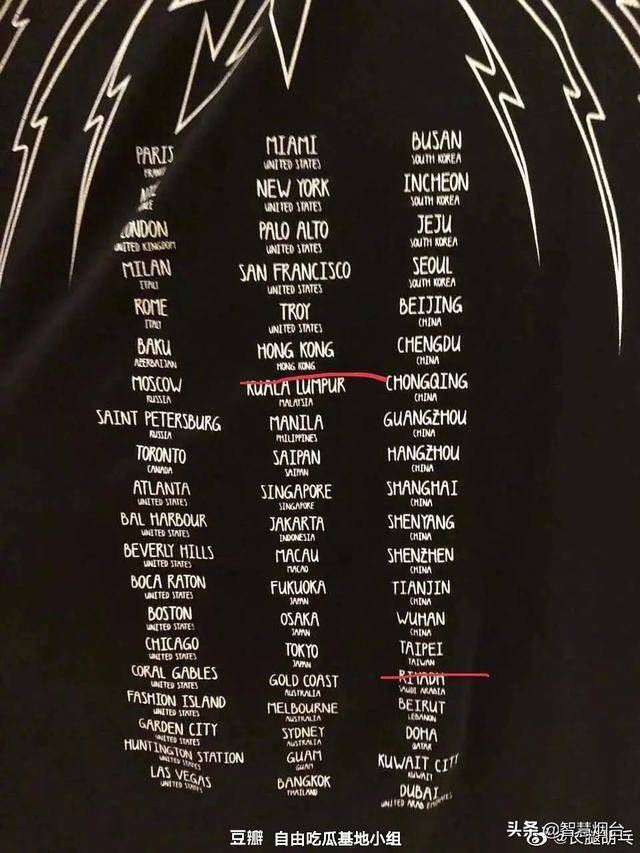 PARIS
FRANCE
LONDON
UNITED KINGDOM
MILAN
ITALY
ROME
ITALY
BAKU
AZERBAIJAN
MOSCOW
RUSSIA
SAINT PETERSBURG
RUSSIA
TORONTO
CANADA
ATLANTA
UNITED STATES
BAL HARBOUR
UNITED STATES
BEVERLY HILLS
UNITED STATES
BOCA RATON
UNITED STATES
BOSTON
UNITED STATES
CHICAGO
UNITED STATES
CORAL GABLES
UNITED STATES
FASHION ISLAND
UNITED STATES
GARDEN CITY
UNITED STATES
HUNTINGTON STATION
UNITED STATES
LAS VEGAS
UNITED STATES
MIAMI
UNITED STATES
NEW YORK
UNITED STATES
PALO ALTO
UNITED STATES
SAN FRANCISCO
UNITED STATES
TROY
UNITED STATES
HONG KONG
HONG KONG
KUALA LUMPUR
MALAYSIA
MANILA
PHILIPPINES
SAIPAN
SAIPAN
SINGAPORE
SINGAPORE
JAKARTA
INDONESIA
MACAU
MACAO
FUKUOKA
JAPAN
OSAKA
JAPAN
TOKYO
JAPAN
GOLD COAST
AUSTRALIA
MELBOURNE
AUSTRALIA
SYDNEY
AUSTRALIA
GUAM
GUAM
BANGKOK
THAILAND
BUSAN
SOUTH KOREA
INCHEON
SOUTH KOREA
JEJU
SOUTH KOREA
SEOUL
SOUTH KOREA
BEIJING
CHINA
CHENGDU
CHINA
CHONGQING
CHINA
GUANGZHOU
CHINA
HANGZHOU
CHINA
SHANGHAI
CHINA
SHENYANG
CHINA
SHENZHEN
CHINA
TIANJIN
CHINA
WUHAN
CHINA
TAIPEI
TAIWAN
RIYADH
SAUDI ARABIA
BEIRUT
LEBANON
DOHA
QATAR
KUWAIT CITY
KUWAIT
DUBAI
UNITED ARAB EMIRATES
豆瓣 自由吃瓜基地小组
头条@智慧烟台